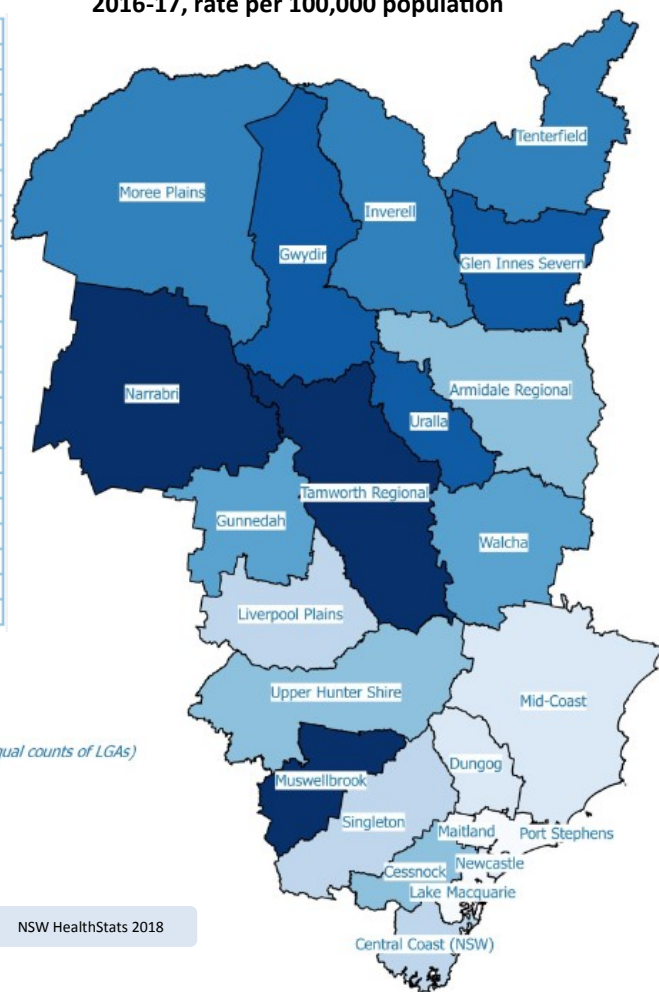 2016-17, rate per 100,000 population
Tenterfield
Moree Plains
Inverell
Gwydir
Glen Innes Severn
Narrabri
Armidale Regional
Uralla
Tamworth Regional
Gunnedah
Walcha
Liverpool Plains
Upper Hunter Shire
Mid-Coast
qual counts of LGAs)
Dungog
Muswellbrook
Singleton
Maitland
Port Stephens
Newcastle
Cessnock
Lake Macquarie
NSW HealthStats 2018
Central Coast (NSW)